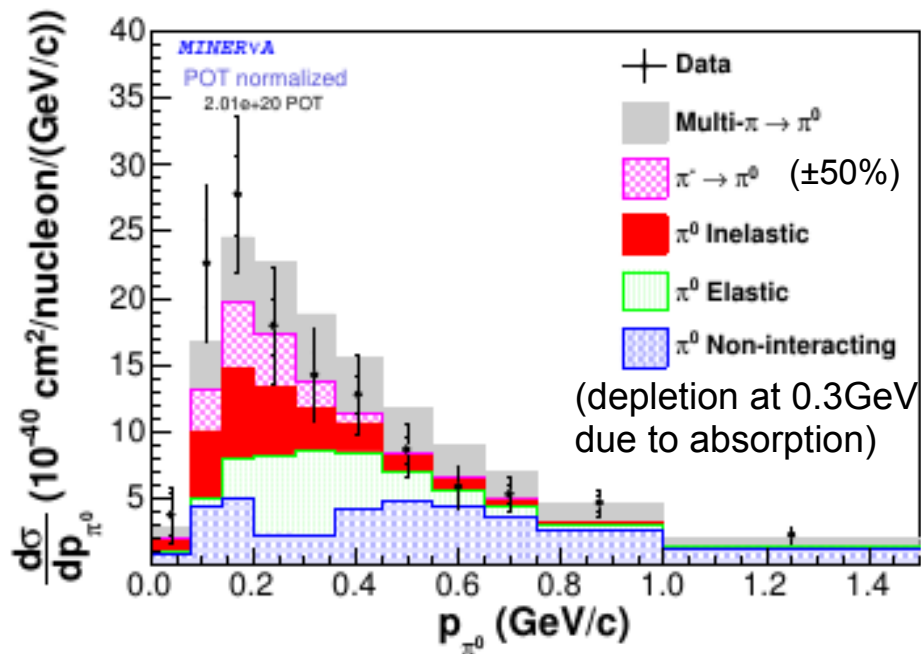 40
35
30
25
20
15
10
5
MINERνA
POT normalized
2.01e+20 POT
Data
Multi-π → π⁰
π⁻ → π⁰ (±50%)
π⁰ Inelastic
π⁰ Elastic
π⁰ Non-interacting
(depletion at 0.3GeV
due to absorption)
dσ/dp_π⁰ (10⁻⁴⁰ cm²/nucleon/(GeV/c))
0.0 0.2 0.4 0.6 0.8 1.0 1.2 1.4
p_π⁰ (GeV/c)